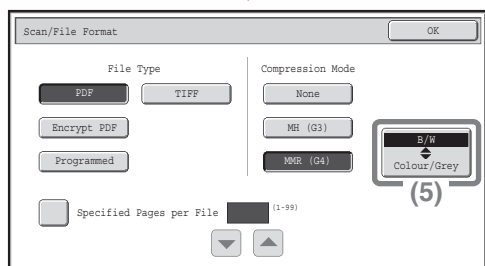 Scan/File Format
OK
File Type
Compression Mode
PDF
TIFF
None
Encrypt PDF
MH (G3)
B/W
Programmed
MMR (G4)
Colour/Grey
(5)
Specified Pages per File
(1-99)